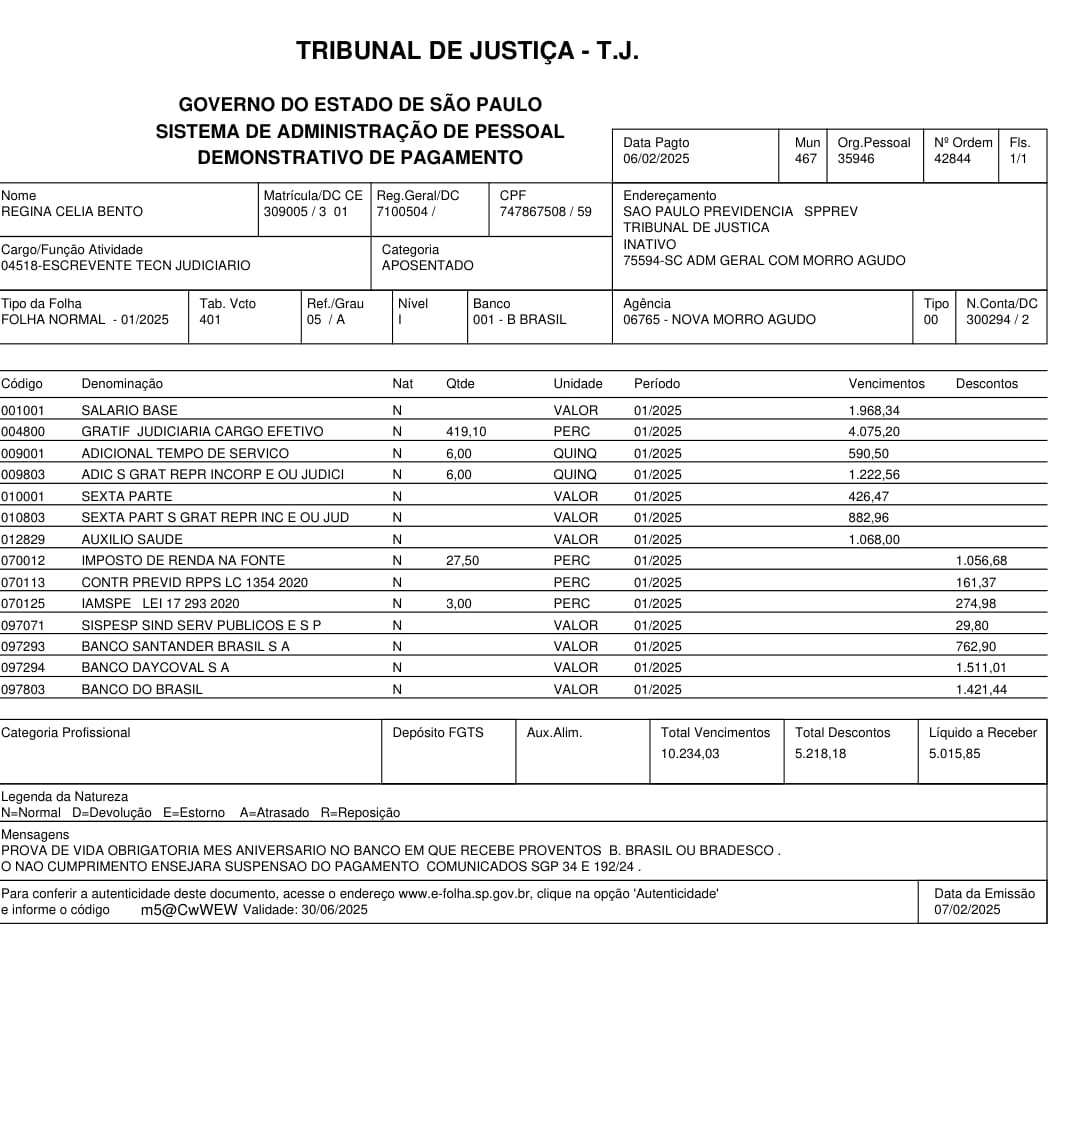 TRIBUNAL DE JUSTIÇA - T.J.
GOVERNO DO ESTADO DE SÃO PAULO
SISTEMA DE ADMINISTRAÇÃO DE PESSOAL
DEMONSTRATIVO DE PAGAMENTO
Data Pagto Mun Org.Pessoal Nº Ordem Fls.
06/02/2025 467 35946 42844 1/1
Nome Matrícula/DC CE Reg.Geral/DC CPF
REGINA CELIA BENTO 309005 / 3 01 7100504 / 747867508 / 59
Endereçamento
SAO PAULO PREVIDENCIA SPPREV
TRIBUNAL DE JUSTICA
INATIVO
75594-SC ADM GERAL COM MORRO AGUDO
Cargo/Função Atividade Categoria
04518-ESCREVENTE TECN JUDICIARIO APOSENTADO
Tipo da Folha Tab. Vcto Ref./Grau Nível Banco Agência Tipo N.Conta/DC
FOLHA NORMAL - 01/2025 401 05 / A I 001 - B BRASIL 06765 - NOVA MORRO AGUDO 00 300294 / 2
Código Denominação Nat Qtde Unidade Período Vencimentos Descontos
001001 SALARIO BASE N VALOR 01/2025 1.968,34
004800 GRATIF JUDICIARIA CARGO EFETIVO N 419,10 PERC 01/2025 4.075,20
009001 ADICIONAL TEMPO DE SERVICO N 6,00 QUINQ 01/2025 590,50
009803 ADIC S GRAT REPR INCORP E OU JUDICI N 6,00 QUINQ 01/2025 1.222,56
010001 SEXTA PARTE N VALOR 01/2025 426,47
010803 SEXTA PART S GRAT REPR INC E OU JUD N VALOR 01/2025 882,96
012829 AUXILIO SAUDE N VALOR 01/2025 1.068,00
070012 IMPOSTO DE RENDA NA FONTE N 27,50 PERC 01/2025 1.056,68
070113 CONTR PREVID RPPS LC 1354 2020 N PERC 01/2025 161,37
070125 IAMSPE LEI 17 293 2020 N 3,00 PERC 01/2025 274,98
097071 SISPESP SIND SERV PUBLICOS E S P N VALOR 01/2025 29,80
097293 BANCO SANTANDER BRASIL S A N VALOR 01/2025 762,90
097294 BANCO DAYCOVAL S A N VALOR 01/2025 1.511,01
097803 BANCO DO BRASIL N VALOR 01/2025 1.421,44
Categoria Profissional Depósito FGTS Aux.Alim. Total Vencimentos Total Descontos Líquido a Receber
10.234,03 5.218,18 5.015,85
Legenda da Natureza
N=Normal D=Devolução E=Estorno A=Atrasado R=Reposição
Mensagens
PROVA DE VIDA OBRIGATORIA MES ANIVERSARIO NO BANCO EM QUE RECEBE PROVENTOS B. BRASIL OU BRADESCO .
O NAO CUMPRIMENTO ENSEJARA SUSPENSAO DO PAGAMENTO COMUNICADOS SGP 34 E 192/24 .
Para conferir a autenticidade deste documento, acesse o endereço www.e-folha.sp.gov.br, clique na opção 'Autenticidade'
e informe o código m5@CwWEW Validade: 30/06/2025
Data da Emissão
07/02/2025